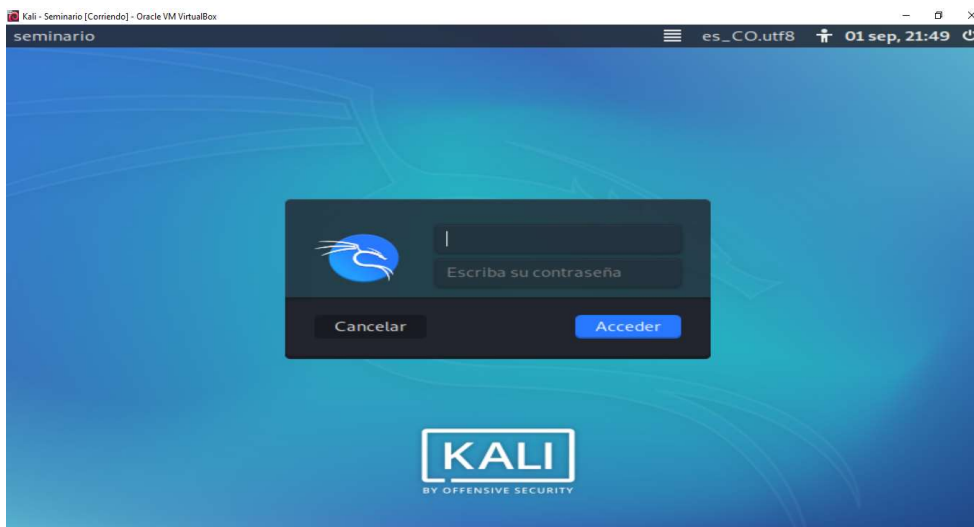 Kali - Seminario [Corriendo] - Oracle VM VirtualBox
seminario es_CO.utf8 01 sep, 21:49
Escriba su contraseña
Cancelar Acceder
KALI
BY OFFENSIVE SECURITY